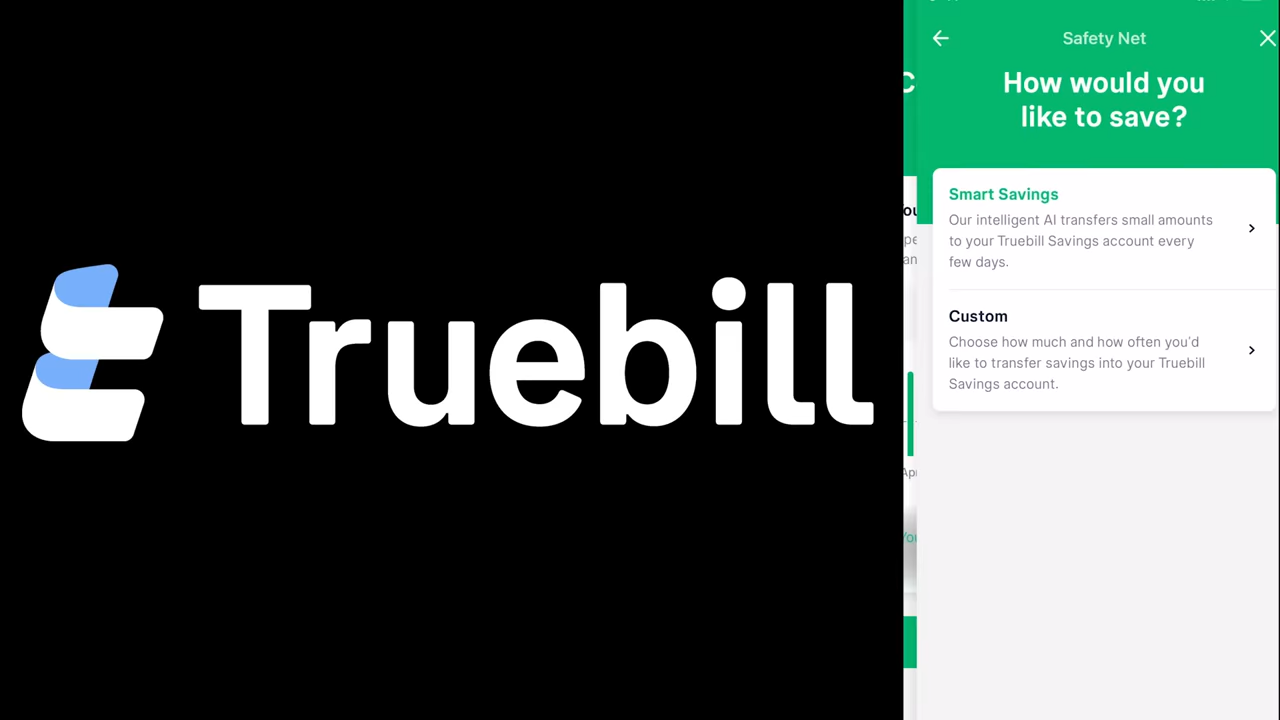 Truebill
Safety Net
How would you
like to save?
Smart Savings
Our intelligent AI transfers small amounts
to your Truebill Savings account every
few days.
Custom
Choose how much and how often you'd
like to transfer savings into your Truebill
Savings account.
Apr